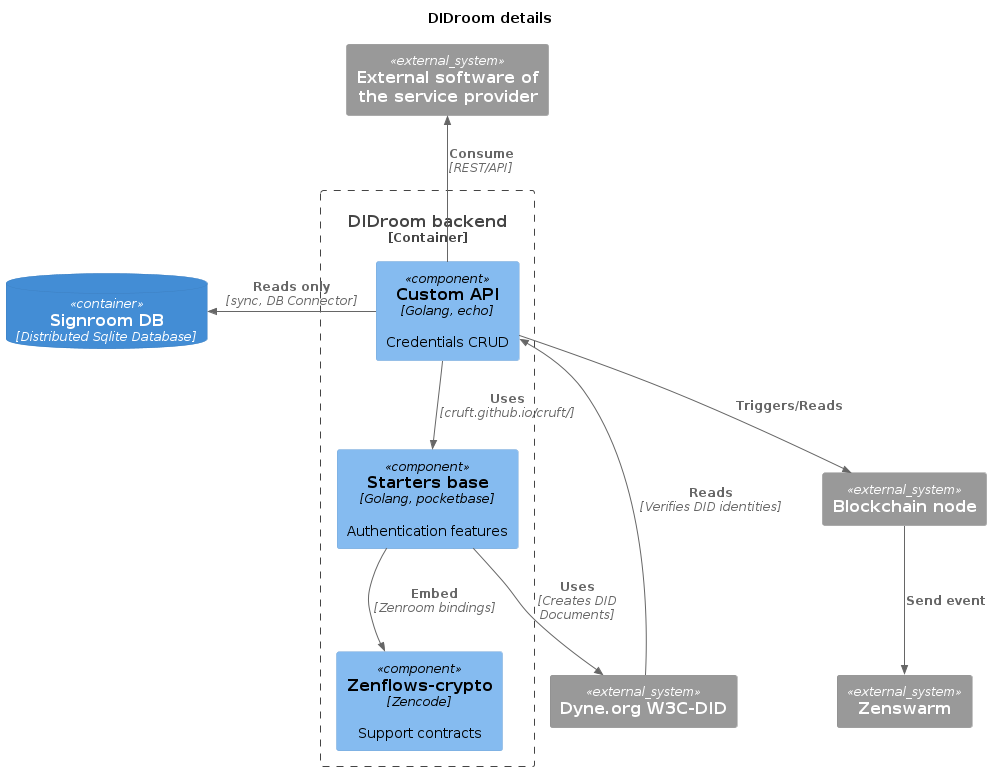 DIDroom details
«external_system»
External software of
the service provider
Consume
[REST/API]
DIDroom backend
[Container]
«component»
Custom API
[Golang, echo]
Credentials CRUD
Reads only
[sync, DB Connector]
«container»
Signroom DB
[Distributed Sqlite Database]
Uses
[cruft.github.io/cruft/]
Triggers/Reads
«component»
Starters base
[Golang, pocketbase]
Authentication features
Reads
[Verifies DID identities]
«external_system»
Blockchain node
Embed
[Zenroom bindings]
Uses
[Creates DID
Documents]
Send event
«component»
Zenflows-crypto
[Zencode]
Support contracts
«external_system»
Dyne.org W3C-DID
«external_system»
Zenswarm